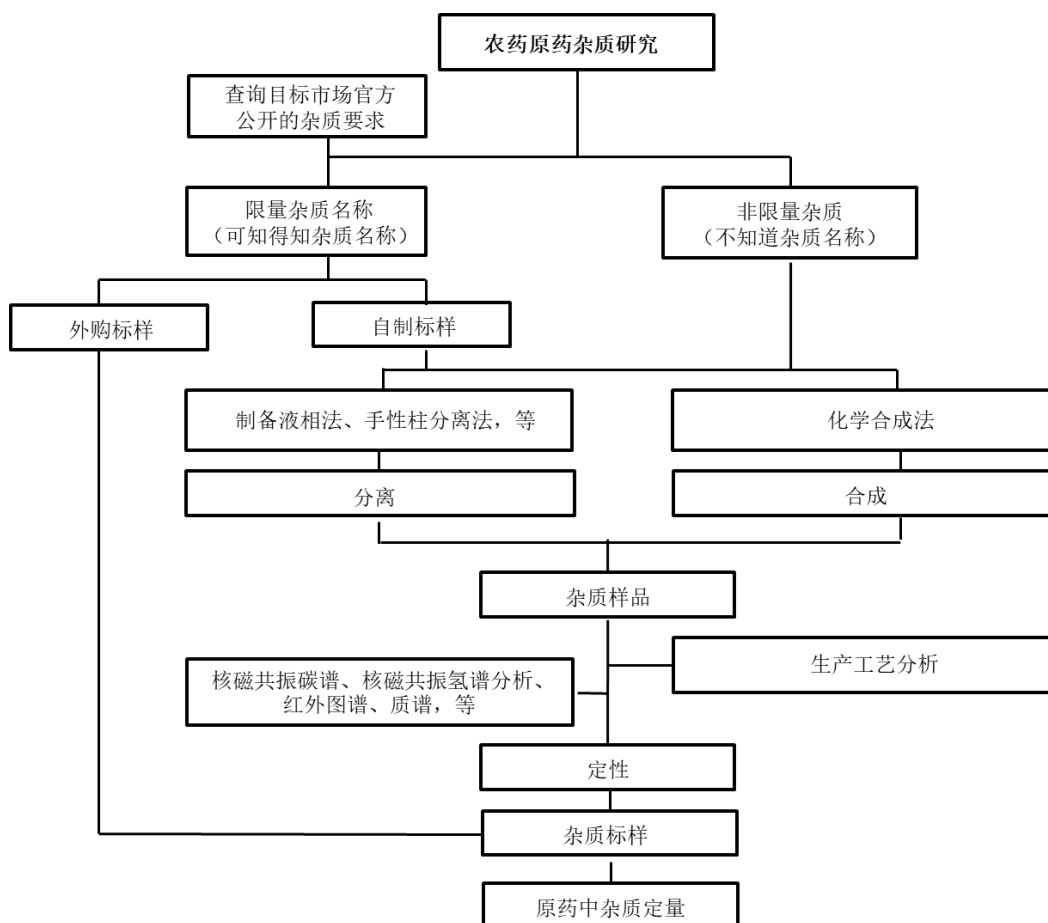 农药原药杂质研究
查询目标市场官方
公开的杂质要求
限量杂质名称
（可知得知杂质名称）
非限量杂质
（不知道杂质名称）
外购标样
自制标样
制备液相法、手性柱分离法，等
化学合成法
分离
合成
杂质样品
生产工艺分析
核磁共振碳谱、核磁共振氢谱分析、
红外图谱、质谱，等
定性
杂质标样
原药中杂质定量